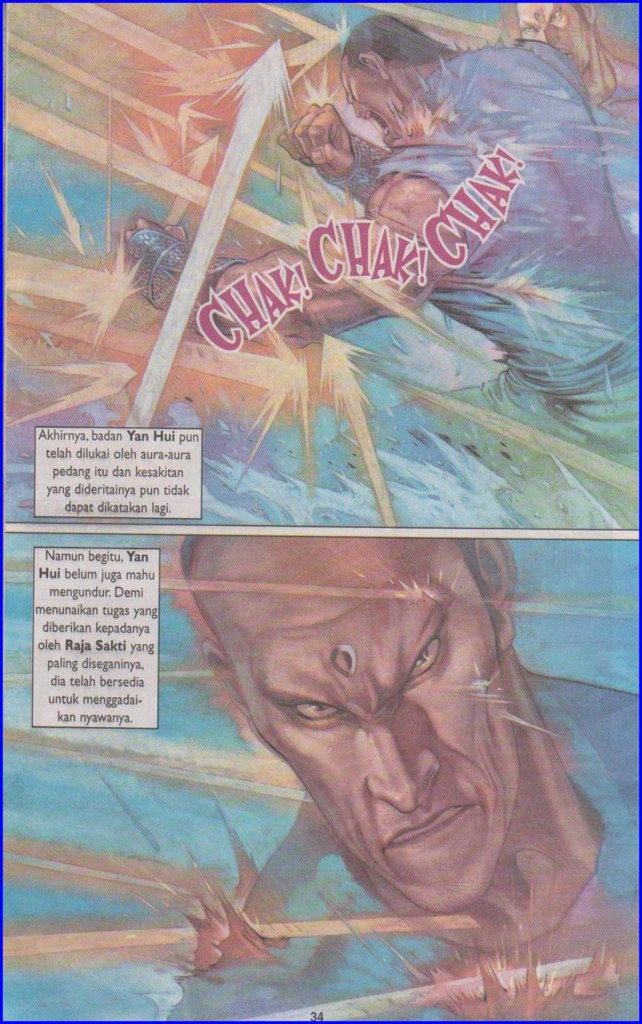 CHAK! CHAK! CHAK!
Akhirnya, badan Yan Hui pun
telah dilukai oleh aura-aura
pedang itu dan kesakitan
yang dideritainya pun tidak
dapat dikatakan lagi.
Namun begitu, Yan
Hui belum juga mahu
mengundur. Demi
menunaikan tugas yang
diberikan kepadanya
oleh Raja Sakti yang
paling diseganinya,
dia telah bersedia
untuk menggadai-
kan nyawanya.
34